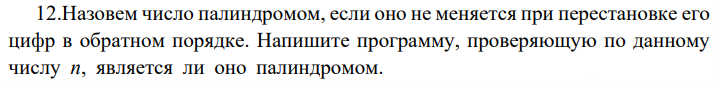 12.Назовем число палиндромом, если оно не меняется при перестановке его
цифр в обратном порядке. Напишите программу, проверяющую по данному
числу n, является ли оно палиндромом.